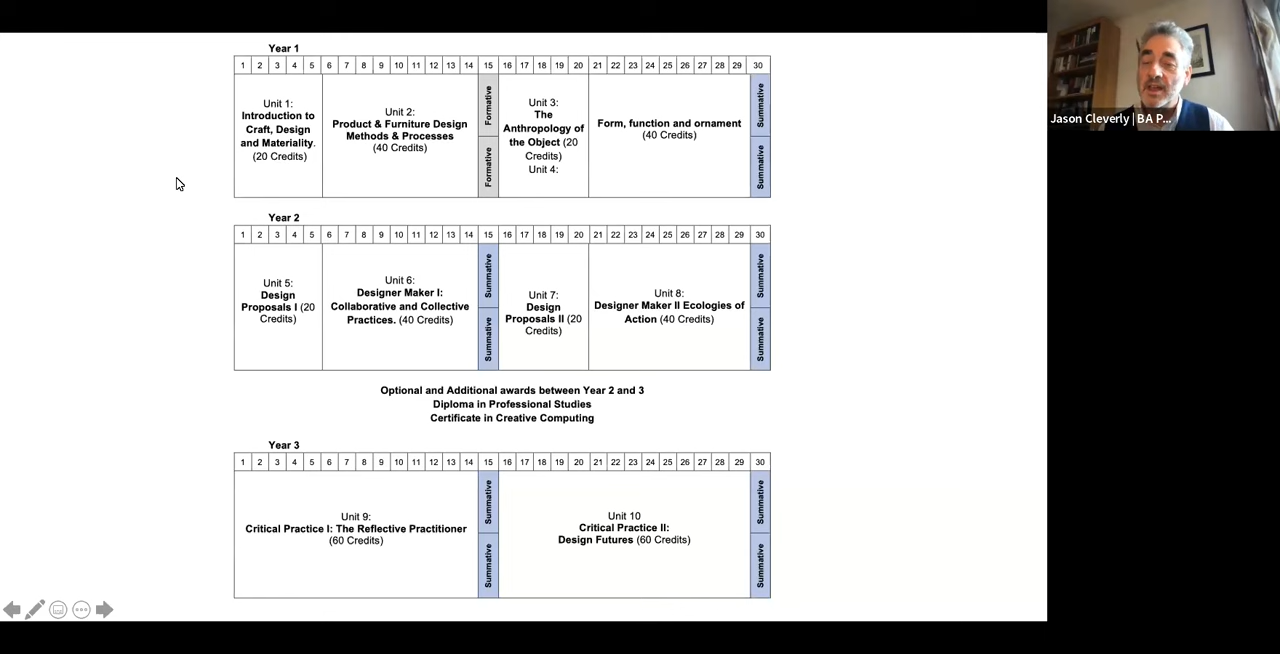 Year 1
1 2 3 4 5 6 7 8 9 10 11 12 13 14 15 16 17 18 19 20 21 22 23 24 25 26 27 28 29 30
Unit 1:
Introduction to
Craft, Design
and Materiality.
(20 Credits)
Unit 2:
Product & Furniture Design
Methods & Processes
(40 Credits)
Formative
Formative
Unit 3:
The
Anthropology of
the Object (20
Credits)
Unit 4:
Form, function and ornament
(40 Credits)
Summative
Summative
Year 2
1 2 3 4 5 6 7 8 9 10 11 12 13 14 15 16 17 18 19 20 21 22 23 24 25 26 27 28 29 30
Unit 5:
Design
Proposals I (20
Credits)
Unit 6:
Designer Maker I:
Collaborative and Collective
Practices. (40 Credits)
Summative
Summative
Unit 7:
Design
Proposals II (20
Credits)
Unit 8:
Designer Maker II Ecologies of
Action (40 Credits)
Summative
Summative
Optional and Additional awards between Year 2 and 3
Diploma in Professional Studies
Certificate in Creative Computing
Year 3
1 2 3 4 5 6 7 8 9 10 11 12 13 14 15 16 17 18 19 20 21 22 23 24 25 26 27 28 29 30
Unit 9:
Critical Practice I: The Reflective Practitioner
(60 Credits)
Summative
Summative
Unit 10
Critical Practice II:
Design Futures (60 Credits)
Summative
Summative
Jason Cleverly | BA P...